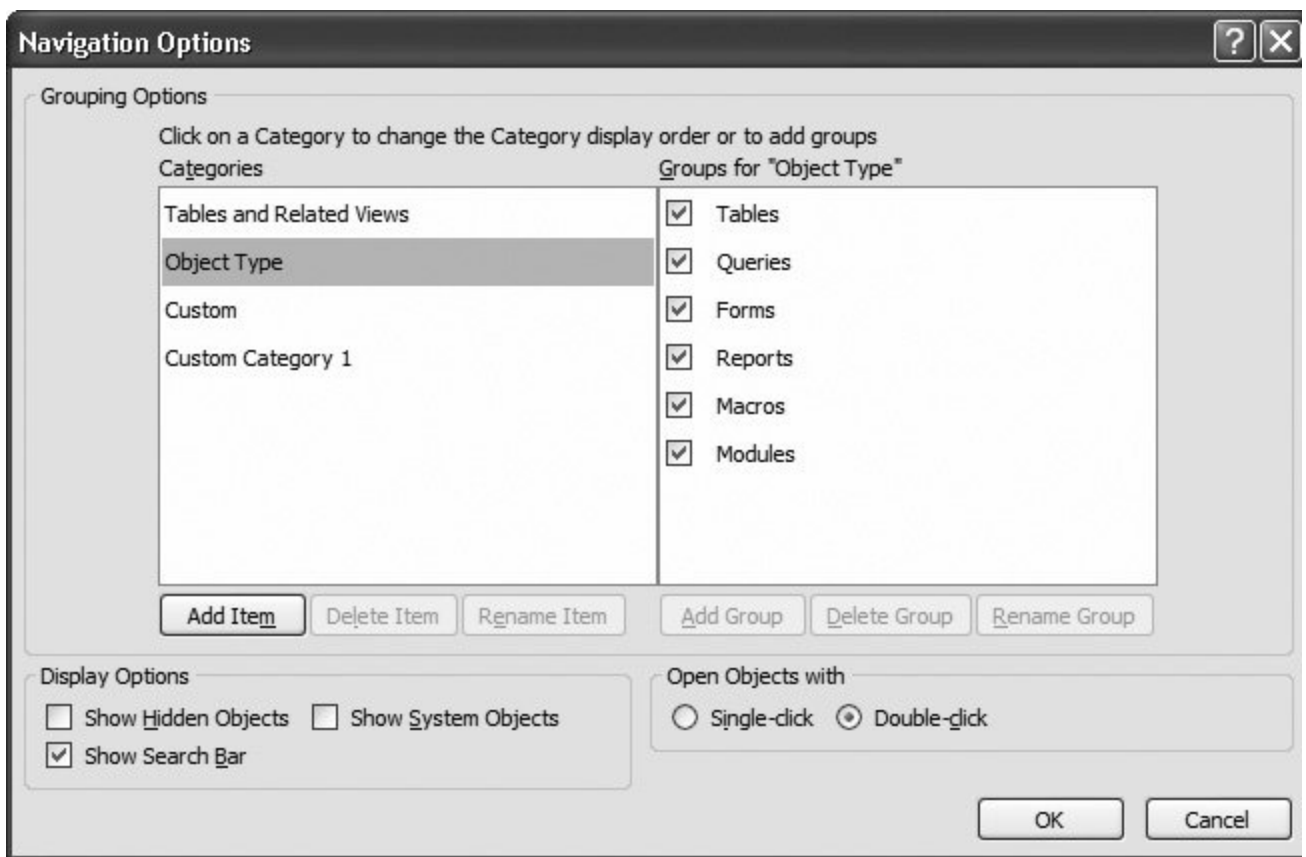 Navigation Options
Grouping Options
Click on a Category to change the Category display order or to add groups
Categories
Groups for "Object Type"
Tables and Related Views
Object Type
Custom
Custom Category 1
Tables
Queries
Forms
Reports
Macros
Modules
Add Item
Delete Item
Rename Item
Add Group
Delete Group
Rename Group
Display Options
Show Hidden Objects
Show System Objects
Show Search Bar
Open Objects with
Single-click
Double-click
OK
Cancel